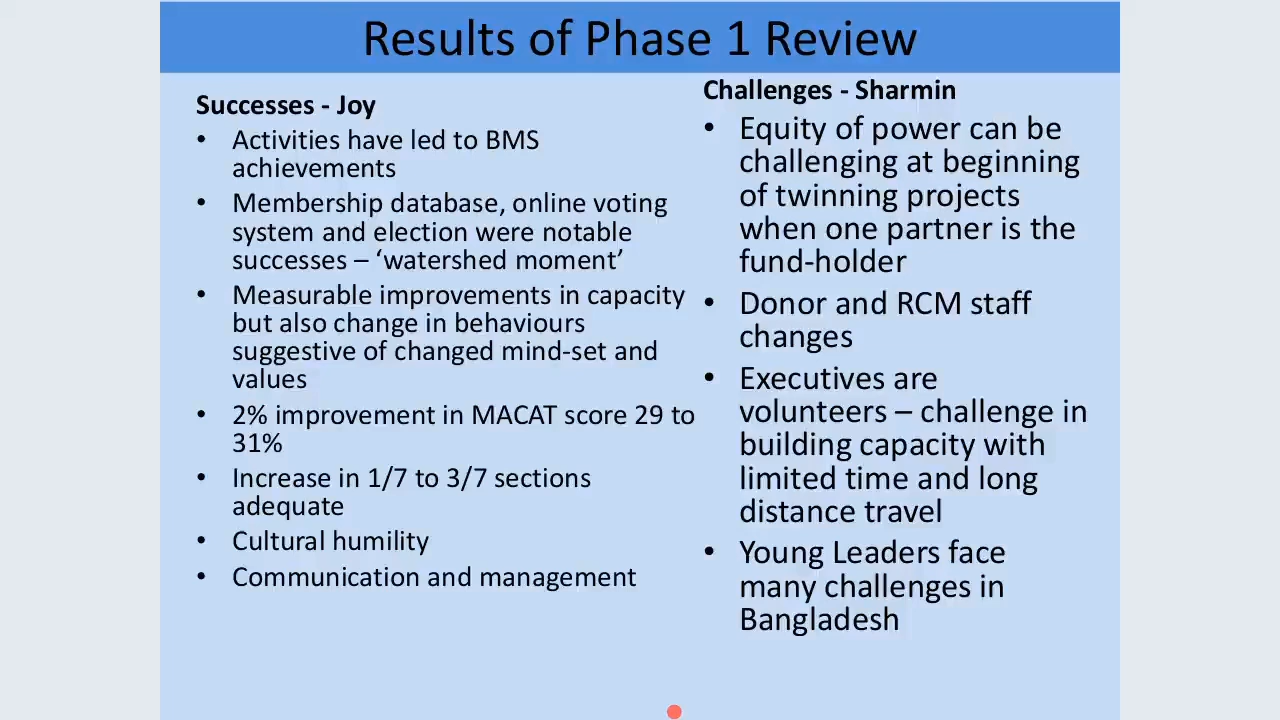 Results of Phase 1 Review
Successes - Joy
• Activities have led to BMS
achievements
• Membership database, online voting
system and election were notable
successes – ‘watershed moment’
• Measurable improvements in capacity
but also change in behaviours
suggestive of changed mind-set and
values
• 2% improvement in MACAT score 29 to
31%
• Increase in 1/7 to 3/7 sections
adequate
• Cultural humility
• Communication and management
Challenges - Sharmin
• Equity of power can be
challenging at beginning
of twinning projects
when one partner is the
fund-holder
• Donor and RCM staff
changes
• Executives are
volunteers – challenge in
building capacity with
limited time and long
distance travel
• Young Leaders face
many challenges in
Bangladesh